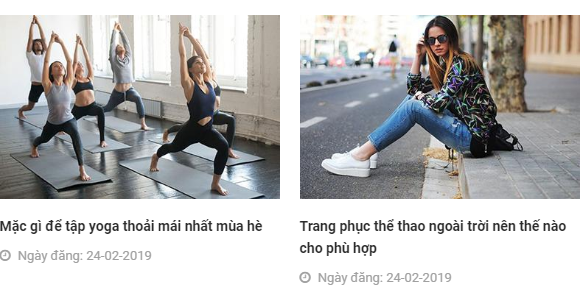 Mặc gì để tập yoga thoải mái nhất mùa hè
Ngày đăng: 24-02-2019
Trang phục thể thao ngoài trời nên thế nào
cho phù hợp
Ngày đăng: 24-02-2019